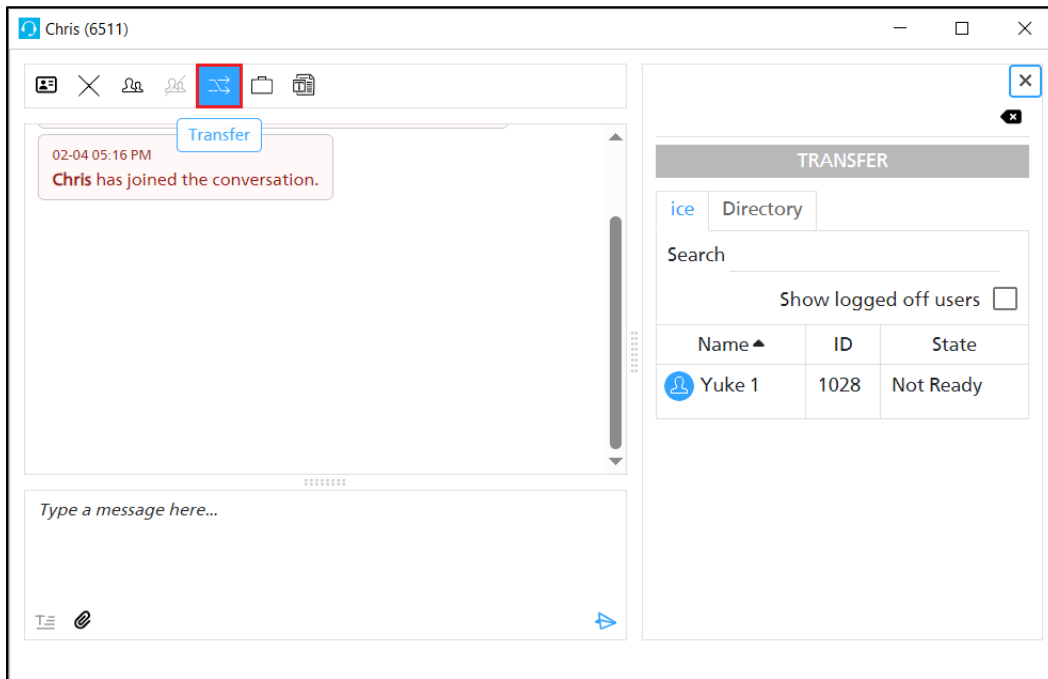 Chris (6511)
Transfer
02-04 05:16 PM
Chris has joined the conversation.
Type a message here...
TRANSFER
ice Directory
Search
Show logged off users
Name ID State
Yuke 1 1028 Not Ready